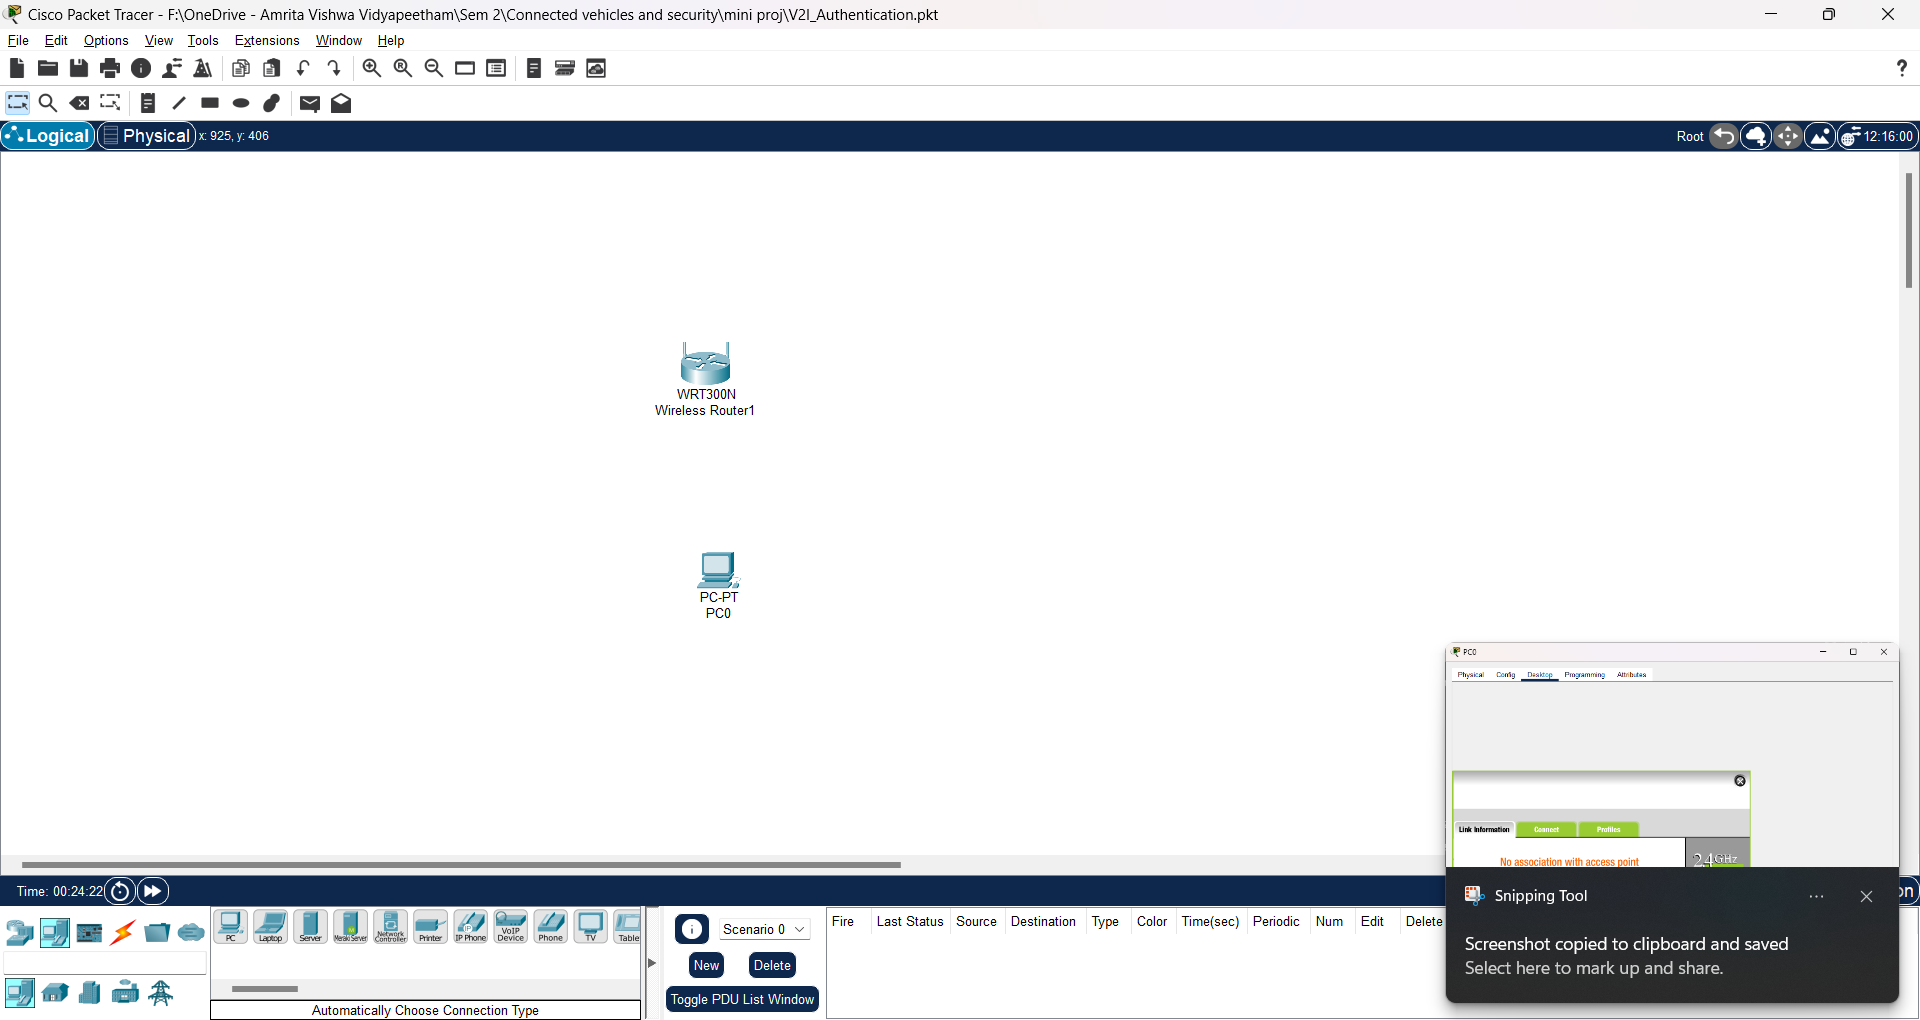 Cisco Packet Tracer - F:\OneDrive - Amrita Vishwa Vidyapeetham\Sem 2\Connected vehicles and security\mini proj\V2I_Authentication.pkt
File Edit Options View Tools Extensions Window Help
?
Logical Physical x: 925, y: 406 Root 12:16:00
WRT300N
Wireless Router1
PC-PT
PC0
PC0
Physical Config Desktop Programming Attributes
Link Information Connect Profiles
No association with access point 2.4GHz
Time: 00:24:22 on
PC Laptop Server Meraki Server Network Controller Printer IP Phone VoIP Device Phone TV Table
Automatically Choose Connection Type
Scenario 0
New Delete
Toggle PDU List Window
Fire Last Status Source Destination Type Color Time(sec) Periodic Num Edit Delete
Snipping Tool
Screenshot copied to clipboard and saved
Select here to mark up and share.